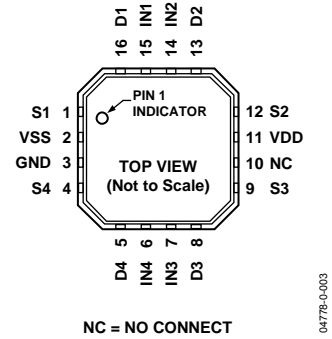 D1 IN1 IN2 D2
16 15 14 13
PIN 1
INDICATOR
S1 1
VSS 2
GND 3
S4 4
12 S2
11 VDD
10 NC
9 S3
TOP VIEW
(Not to Scale)
5 6 7 8
D4 IN4 IN3 D3
NC = NO CONNECT
04778-0-003